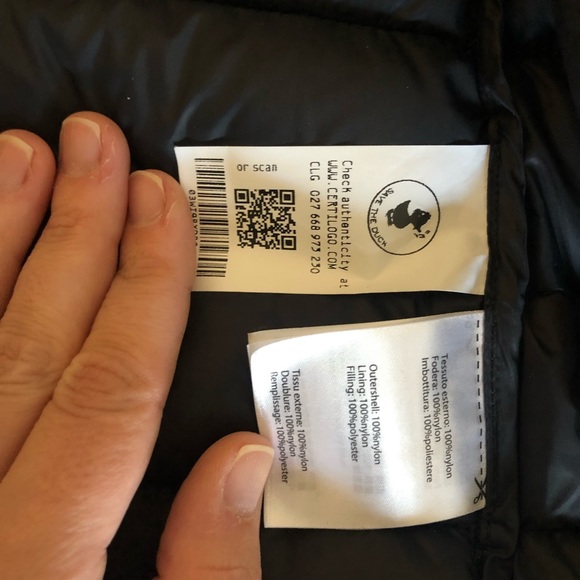 SAVE THE DUCK
Check authenticity at
WWW.CERTILOGO.COM
CLG 027 668 973 230
or scan
Tessuto esterno: 100%nylon
Fodera: 100%nylon
Imbottitura: 100%poliestere
Outershell: 100%nylon
Lining: 100%nylon
Filling: 100%polyester
Tissu externe: 100%nylon
Doublure: 100%nylon
Remplissage: 100%polyester